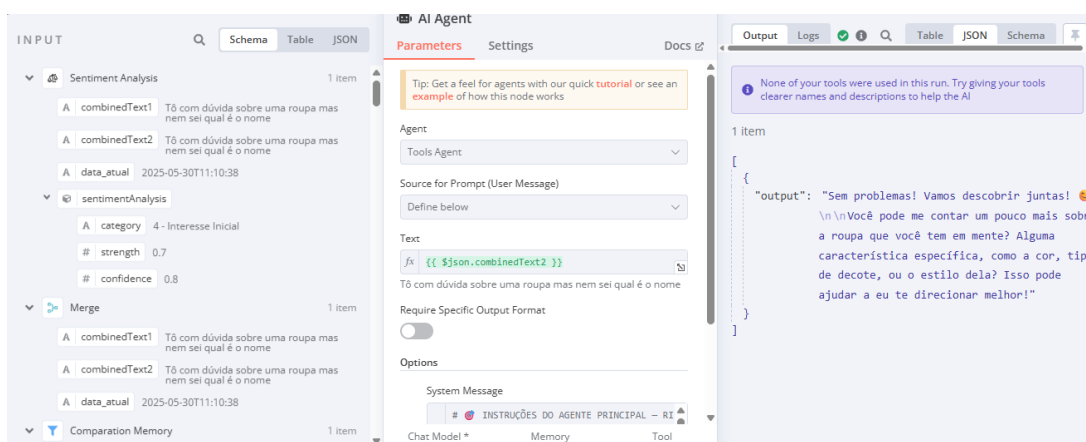 INPUT
Schema
Table
JSON
Sentiment Analysis
1 item
A combinedText1 Tô com dúvida sobre uma roupa mas
nem sei qual é o nome
A combinedText2 Tô com dúvida sobre uma roupa mas
nem sei qual é o nome
A data_atual 2025-05-30T11:10:38
sentimentAnalysis
A category 4 - Interesse Inicial
# strength 0.7
# confidence 0.8
Merge
1 item
A combinedText1 Tô com dúvida sobre uma roupa mas
nem sei qual é o nome
A combinedText2 Tô com dúvida sobre uma roupa mas
nem sei qual é o nome
A data_atual 2025-05-30T11:10:38
Comparation Memory
1 item
AI Agent
Parameters
Settings
Docs
Tip: Get a feel for agents with our quick tutorial or see an
example of how this node works
Agent
Tools Agent
Source for Prompt (User Message)
Define below
Text
fx {{ $json.combinedText2 }}
Tô com dúvida sobre uma roupa mas nem sei qual é o nome
Require Specific Output Format
Options
System Message
# 🎯 INSTRUÇÕES DO AGENTE PRINCIPAL — RI
Chat Model *
Memory
Tool
Output
Logs
Table
JSON
Schema
None of your tools were used in this run. Try giving your tools
clearer names and descriptions to help the AI
1 item
[
{
"output": "Sem problemas! Vamos descobrir juntas! 😊
\n\nVocê pode me contar um pouco mais sobr
a roupa que você tem em mente? Alguma
característica específica, como a cor, tip
de decote, ou o estilo dela? Isso pode
ajudar a eu te direcionar melhor!"
}
]